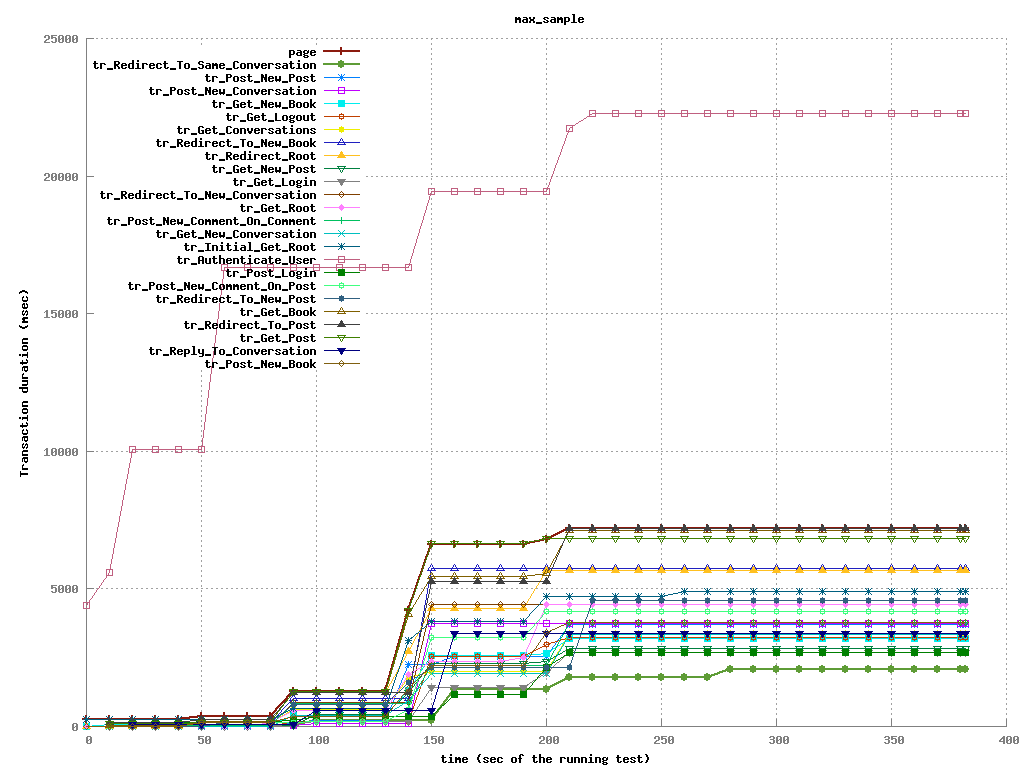 max_sample
25000
20000
15000
10000
5000
0
Transaction duration (msec)
page
tr_Redirect_To_Same_Conversation
tr_Post_New_Post
tr_Post_New_Conversation
tr_Get_New_Book
tr_Get_Logout
tr_Get_Conversations
tr_Redirect_To_New_Book
tr_Redirect_Root
tr_Get_New_Post
tr_Get_Login
tr_Redirect_To_New_Conversation
tr_Get_Root
tr_Post_New_Comment_On_Comment
tr_Get_New_Conversation
tr_Initial_Get_Root
tr_Authenticate_User
tr_Post_Login
tr_Post_New_Comment_On_Post
tr_Redirect_To_New_Post
tr_Get_Book
tr_Redirect_To_Post
tr_Get_Post
tr_Reply_To_Conversation
tr_Post_New_Book
0 50 100 150 200 250 300 350 400
time (sec of the running test)